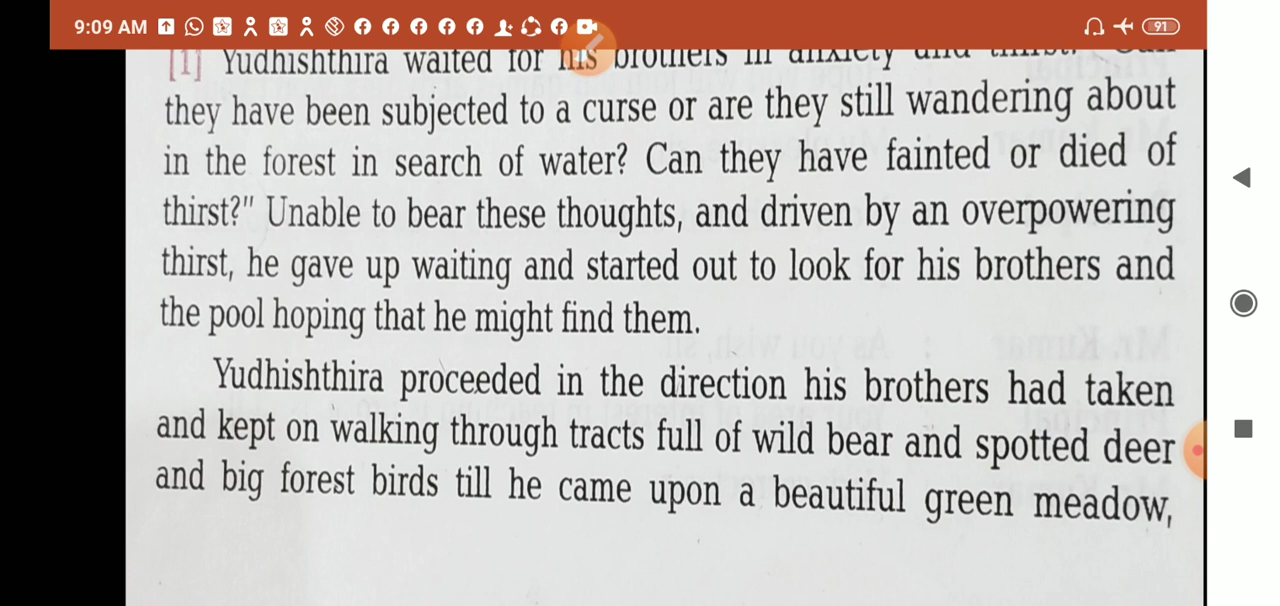 9:09 AM
91
[1] Yudhishthira waited for his brothers in anxiety and
they have been subjected to a curse or are they still wandering about
in the forest in search of water? Can they have fainted or died of
thirst?" Unable to bear these thoughts, and driven by an overpowering
thirst, he gave up waiting and started out to look for his brothers and
the pool hoping that he might find them.
Yudhishthira proceeded in the direction his brothers had taken
and kept on walking through tracts full of wild bear and spotted deer
and big forest birds till he came upon a beautiful green meadow,